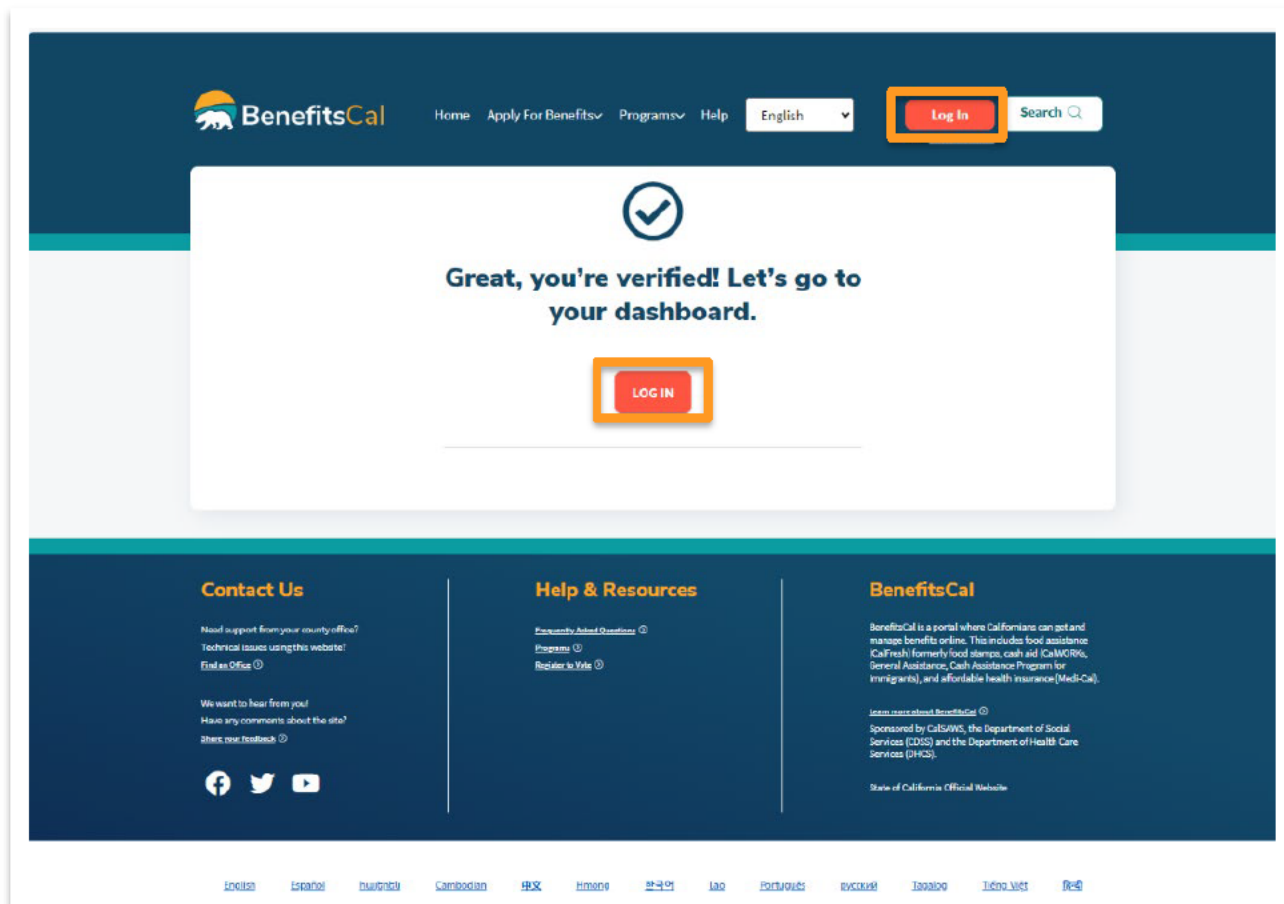 BenefitsCal
Home Apply For Benefits Programs Help English Log In Search
Great, you're verified! Let's go to
your dashboard.
LOG IN
Contact Us
Need support from your county office?
Technical issues using this website?
Find an Office
We want to hear from you!
Have any comments about the site?
Share your feedback
Help & Resources
Frequently Asked Questions
Programs
Register to Vote
BenefitsCal
BenefitsCal is a portal where Californians can get and
manage benefits online. This includes food assistance
(CalFresh) formerly food stamps, cash aid (CalWORKs,
General Assistance, Cash Assistance Program for
Immigrants), and affordable health insurance (Medi-Cal).
Learn more about BenefitsCal
Sponsored by CalSAWS, the Department of Social
Services (CDSS) and the Department of Health Care
Services (DHCS).
State of California Official Website
English Español Հայերեն Cambodian 中文 Hmong 한국어 Lao Português русский Tagalog Tiếng Việt हिन्दी